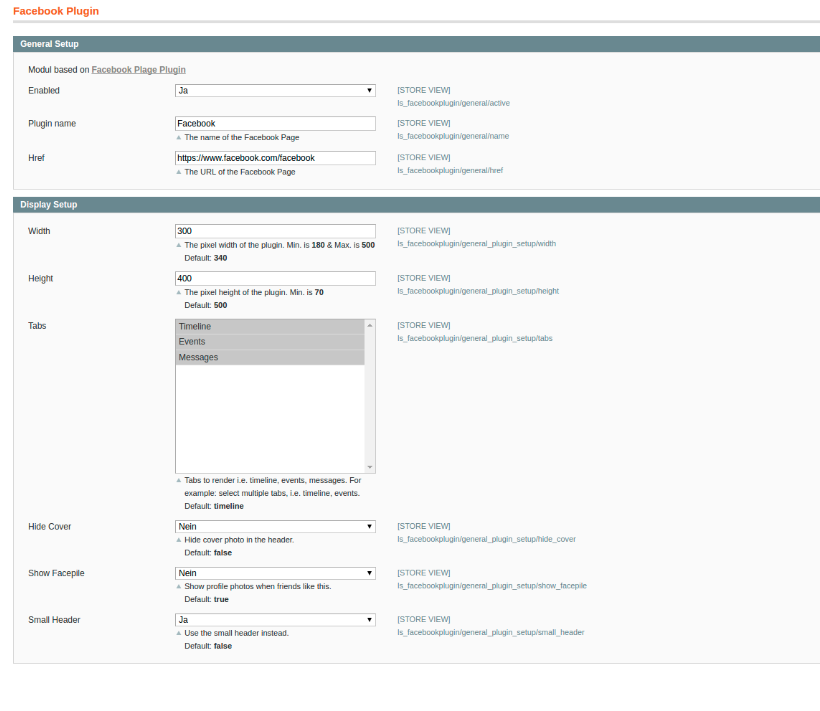 Facebook Plugin
General Setup
Modul based on Facebook Plage Plugin
Enabled
Ja
[STORE VIEW]
ls_facebookplugin/general/active
Plugin name
Facebook
[STORE VIEW]
The name of the Facebook Page
ls_facebookplugin/general/name
Href
https://www.facebook.com/facebook
[STORE VIEW]
The URL of the Facebook Page
ls_facebookplugin/general/href
Display Setup
Width
300
[STORE VIEW]
The pixel width of the plugin. Min. is 180 & Max. is 500
ls_facebookplugin/general_plugin_setup/width
Default: 340
Height
400
[STORE VIEW]
The pixel height of the plugin. Min. is 70
ls_facebookplugin/general_plugin_setup/height
Default: 500
Tabs
Timeline
[STORE VIEW]
Events
ls_facebookplugin/general_plugin_setup/tabs
Messages
Tabs to render i.e. timeline, events, messages. For
example: select multiple tabs, i.e. timeline, events.
Default: timeline
Hide Cover
Nein
[STORE VIEW]
Hide cover photo in the header.
ls_facebookplugin/general_plugin_setup/hide_cover
Default: false
Show Facepile
Nein
[STORE VIEW]
Show profile photos when friends like this.
ls_facebookplugin/general_plugin_setup/show_facepile
Default: true
Small Header
Ja
[STORE VIEW]
Use the small header instead.
ls_facebookplugin/general_plugin_setup/small_header
Default: false